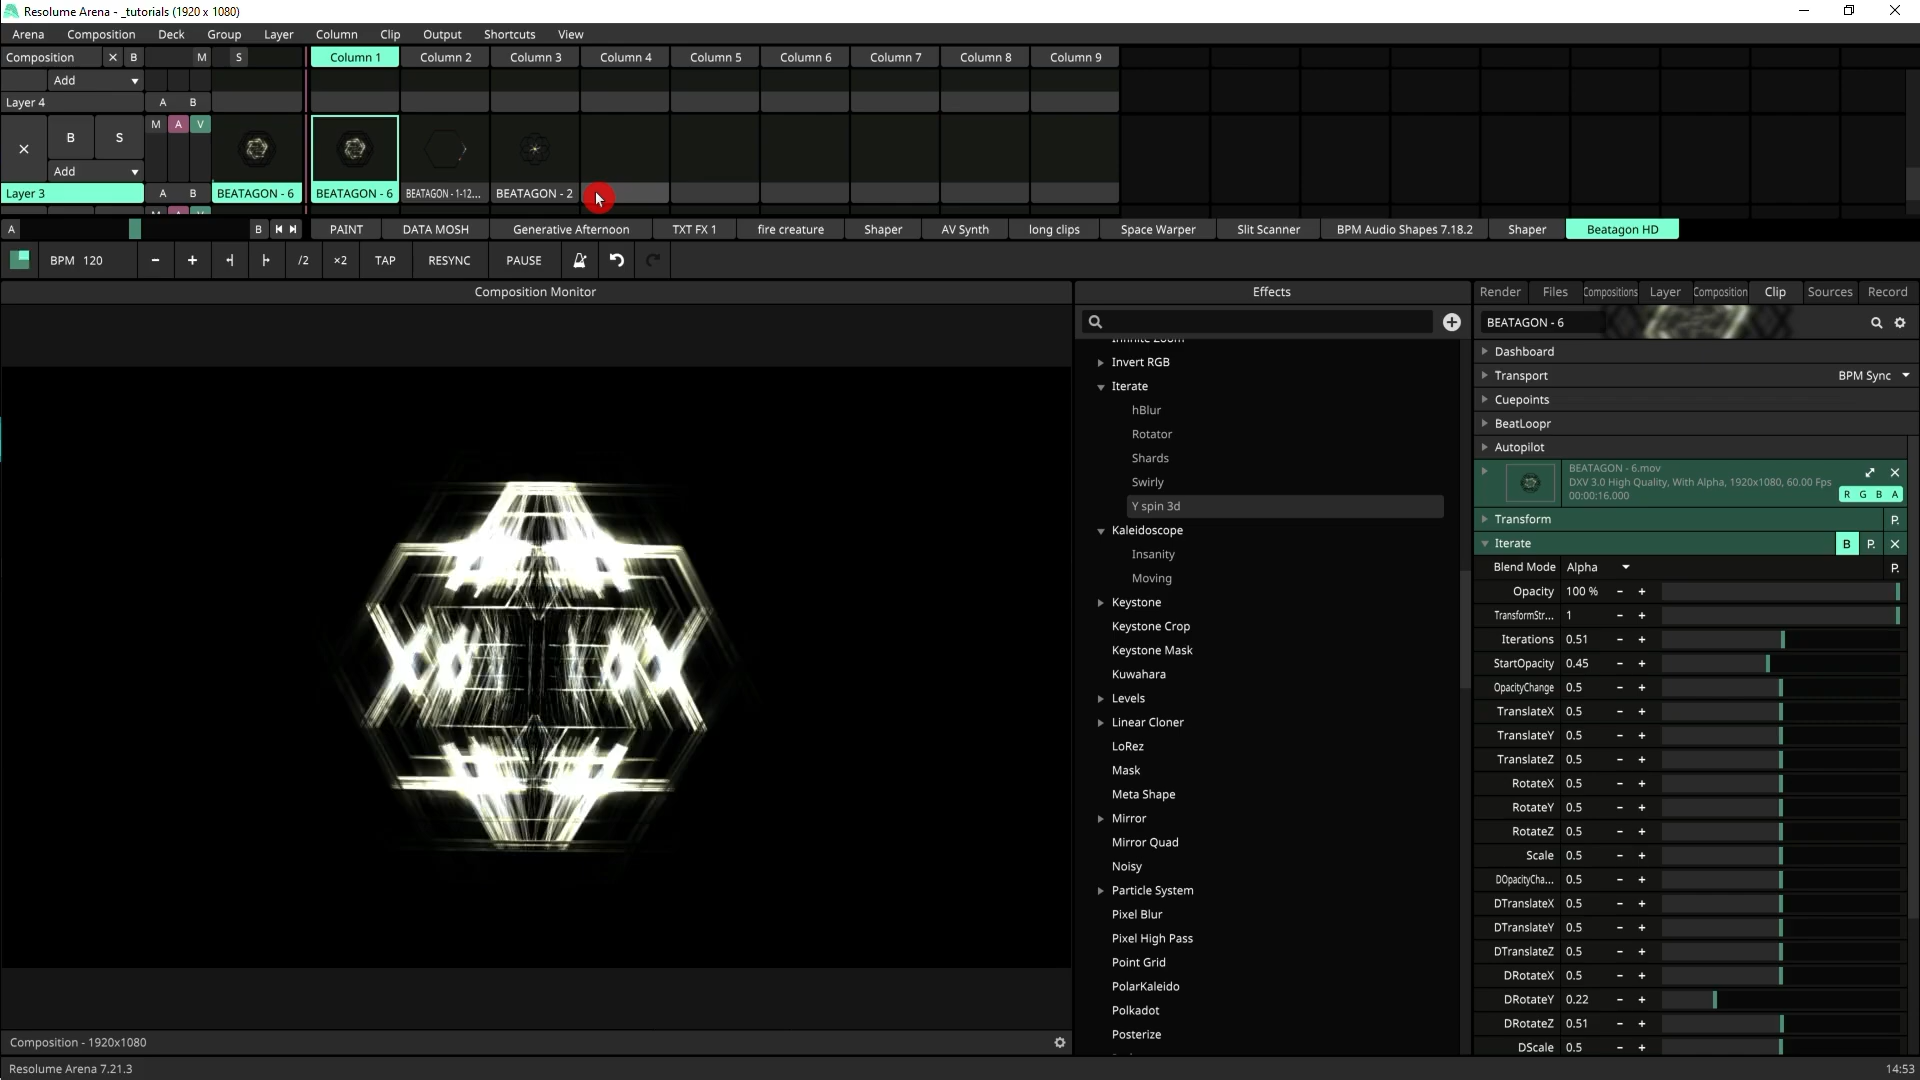 Resolume Arena - _tutorials (1920 x 1080)
Arena Composition Deck Group Layer Column Clip Output Shortcuts View
Composition X B M S Column 1 Column 2 Column 3 Column 4 Column 5 Column 6 Column 7 Column 8 Column 9
Add
Layer 4 A B
M A V
B S
Add
Layer 3 A B BEATAGON - 6 BEATAGON - 6 BEATAGON - 1-12... BEATAGON - 2
M A V
A B PAINT DATA MOSH Generative Afternoon TXT FX 1 fire creature Shaper AV Synth long clips Space Warper Slit Scanner BPM Audio Shapes 7.18.2 Shaper Beatagon HD
BPM 120 - + /2 ×2 TAP RESYNC PAUSE
Composition Monitor
Effects
Infinite Zoom
Invert RGB
Iterate
hBlur
Rotator
Shards
Swirly
Y spin 3d
Kaleidoscope
Insanity
Moving
Keystone
Keystone Crop
Keystone Mask
Kuwahara
Levels
Linear Cloner
LoRez
Mask
Meta Shape
Mirror
Mirror Quad
Noisy
Particle System
Pixel Blur
Pixel High Pass
Point Grid
PolarKaleido
Polkadot
Posterize
Render Files Compositions Layer Composition Clip Sources Record
BEATAGON - 6
Dashboard
Transport BPM Sync
Cuepoints
BeatLoopr
Autopilot
BEATAGON - 6.mov
DXV 3.0 High Quality, With Alpha, 1920x1080, 60.00 Fps
00:00:16.000 R G B A
Transform P.
Iterate B P. X
Blend Mode Alpha P.
Opacity 100 % - +
TransformStr... 1 - +
Iterations 0.51 - +
StartOpacity 0.45 - +
OpacityChange 0.5 - +
TranslateX 0.5 - +
TranslateY 0.5 - +
TranslateZ 0.5 - +
RotateX 0.5 - +
RotateY 0.5 - +
RotateZ 0.5 - +
Scale 0.5 - +
DOpacityCha... 0.5 - +
DTranslateX 0.5 - +
DTranslateY 0.5 - +
DTranslateZ 0.5 - +
DRotateX 0.5 - +
DRotateY 0.22 - +
DRotateZ 0.51 - +
DScale 0.5 - +
Composition - 1920x1080
Resolume Arena 7.21.3
14:53